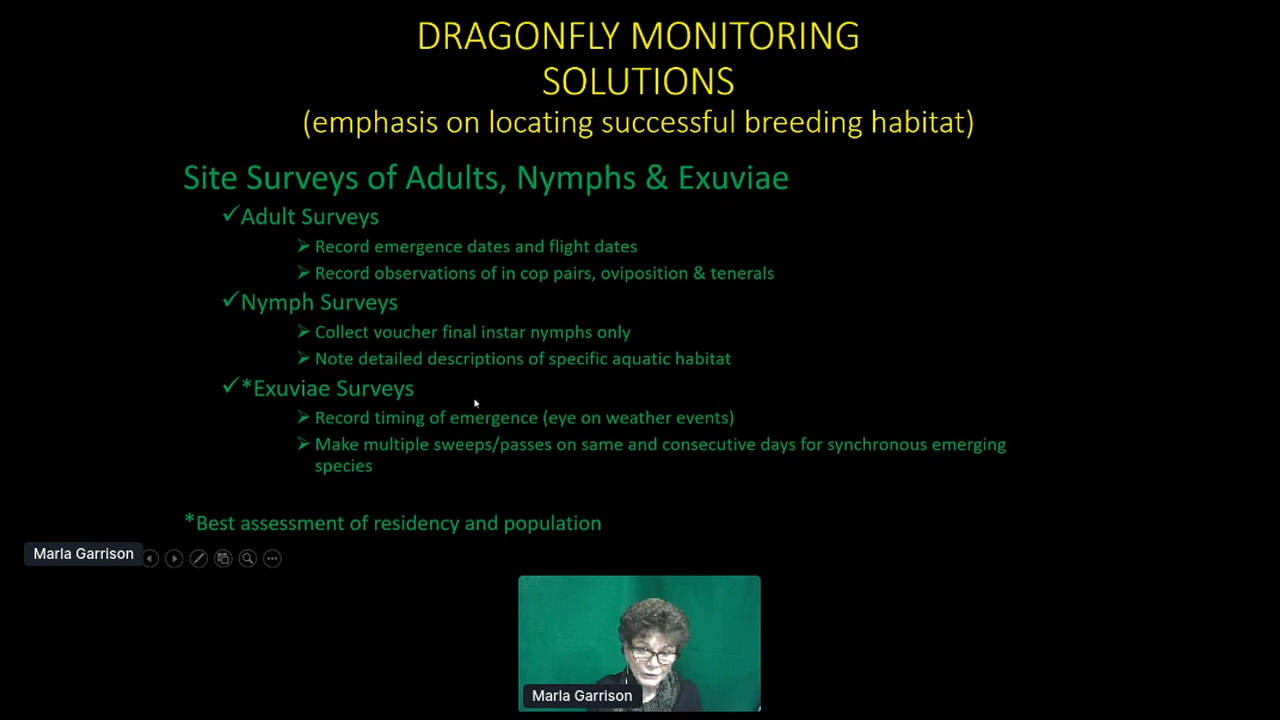 DRAGONFLY MONITORING
SOLUTIONS
(emphasis on locating successful breeding habitat)
Site Surveys of Adults, Nymphs & Exuviae
✓Adult Surveys
➢ Record emergence dates and flight dates
➢ Record observations of in cop pairs, oviposition & tenerals
✓Nymph Surveys
➢ Collect voucher final instar nymphs only
➢ Note detailed descriptions of specific aquatic habitat
✓*Exuviae Surveys
➢ Record timing of emergence (eye on weather events)
➢ Make multiple sweeps/passes on same and consecutive days for synchronous emerging
species
*Best assessment of residency and population
Marla Garrison
Marla Garrison